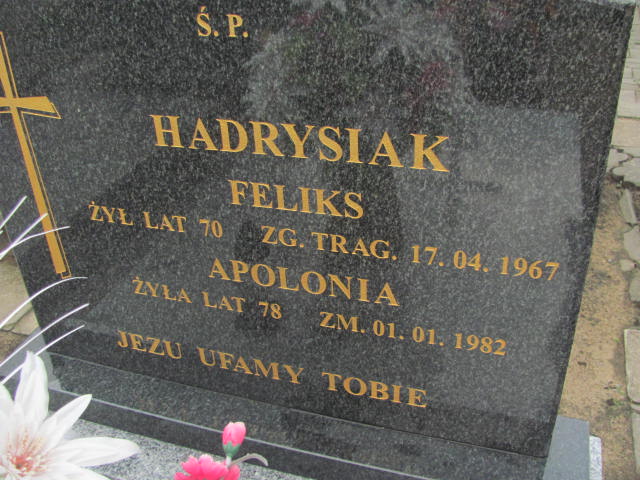 Ś. P.
HADRYSIAK
FELIKS
ŻYŁ LAT 70 ZG. TRAG. 17. 04. 1967
APOLONIA
ŻYŁA LAT 78 ZM. 01. 01. 1982
JEZU UFAMY TOBIE